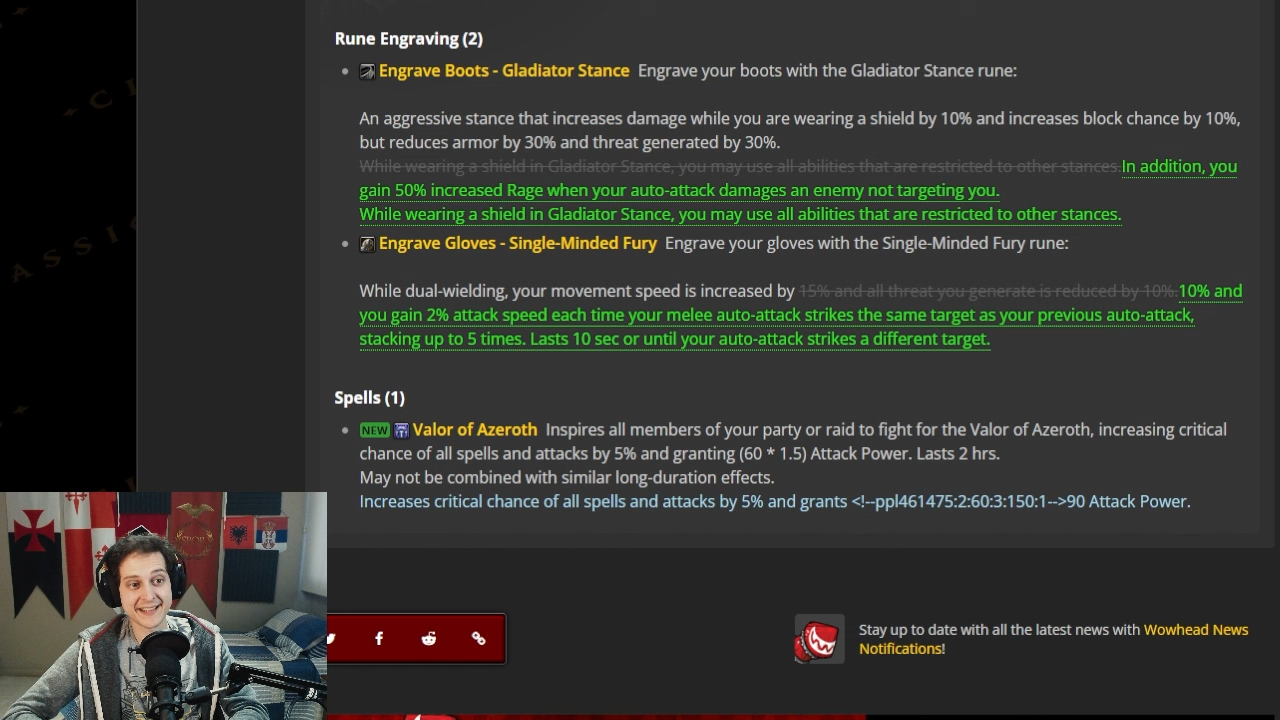 Rune Engraving (2)
Engrave Boots - Gladiator Stance Engrave your boots with the Gladiator Stance rune:
An aggressive stance that increases damage while you are wearing a shield by 10% and increases block chance by 10%,
but reduces armor by 30% and threat generated by 30%.
While wearing a shield in Gladiator Stance, you may use all abilities that are restricted to other stances.In addition, you
gain 50% increased Rage when your auto-attack damages an enemy not targeting you.
While wearing a shield in Gladiator Stance, you may use all abilities that are restricted to other stances.
Engrave Gloves - Single-Minded Fury Engrave your gloves with the Single-Minded Fury rune:
While dual-wielding, your movement speed is increased by 15% and all threat you generate is reduced by 10%.10% and
you gain 2% attack speed each time your melee auto-attack strikes the same target as your previous auto-attack,
stacking up to 5 times. Lasts 10 sec or until your auto-attack strikes a different target.
Spells (1)
NEW Valor of Azeroth Inspires all members of your party or raid to fight for the Valor of Azeroth, increasing critical
chance of all spells and attacks by 5% and granting (60 * 1.5) Attack Power. Lasts 2 hrs.
May not be combined with similar long-duration effects.
Increases critical chance of all spells and attacks by 5% and grants <!--ppl461475:2:60:3:150:1-->90 Attack Power.
Stay up to date with all the latest news with Wowhead News
Notifications!